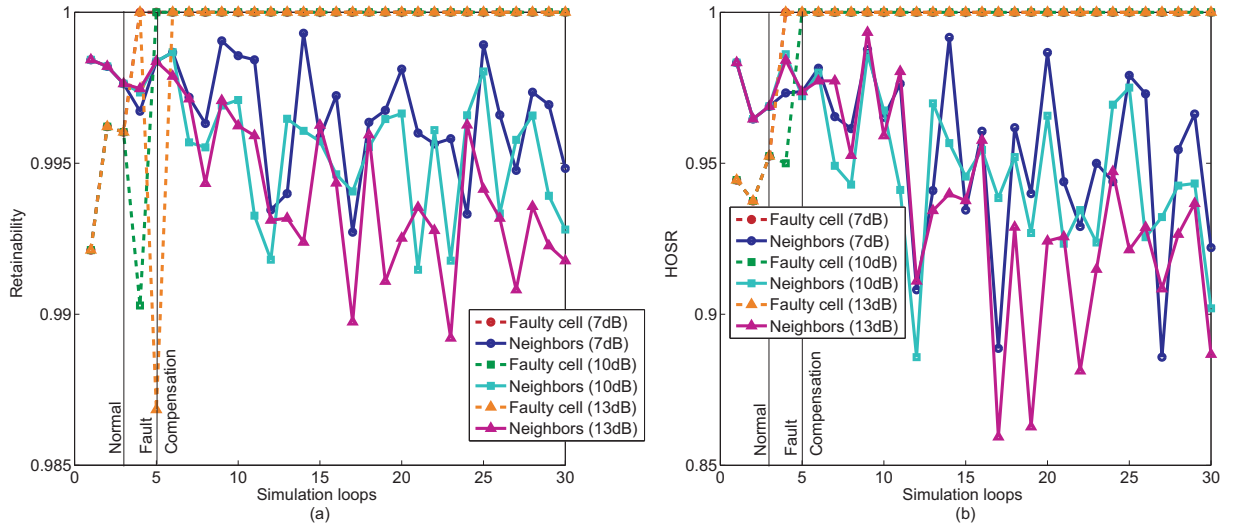 Retainability
1
0.995
0.99
0.985
0
5
10
15
20
25
30
Simulation loops
(a)
Normal
Fault
Compensation
Faulty cell (7dB)
Neighbors (7dB)
Faulty cell (10dB)
Neighbors (10dB)
Faulty cell (13dB)
Neighbors (13dB)
HOSR
1
0.95
0.9
0.85
0
5
10
15
20
25
30
Simulation loops
(b)
Normal
Fault
Compensation
Faulty cell (7dB)
Neighbors (7dB)
Faulty cell (10dB)
Neighbors (10dB)
Faulty cell (13dB)
Neighbors (13dB)